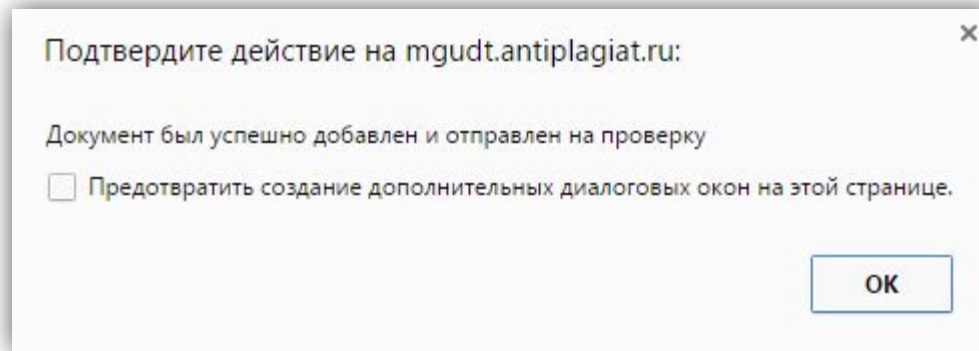 Подтвердите действие на mgudt.antiplagiat.ru:
Документ был успешно добавлен и отправлен на проверку
Предотвратить создание дополнительных диалоговых окон на этой странице.
ОК